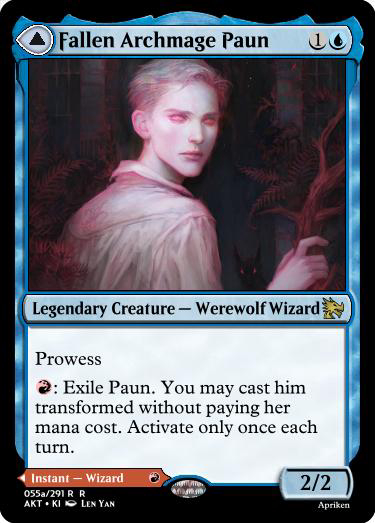 Fallen Archmage Paun 1
Legendary Creature — Werewolf Wizard
Prowess
: Exile Paun. You may cast him
transformed without paying her
mana cost. Activate only once each
turn.
Instant — Wizard
2/2
055a/291 R R
AKT • KI LEN YAN
Apriken